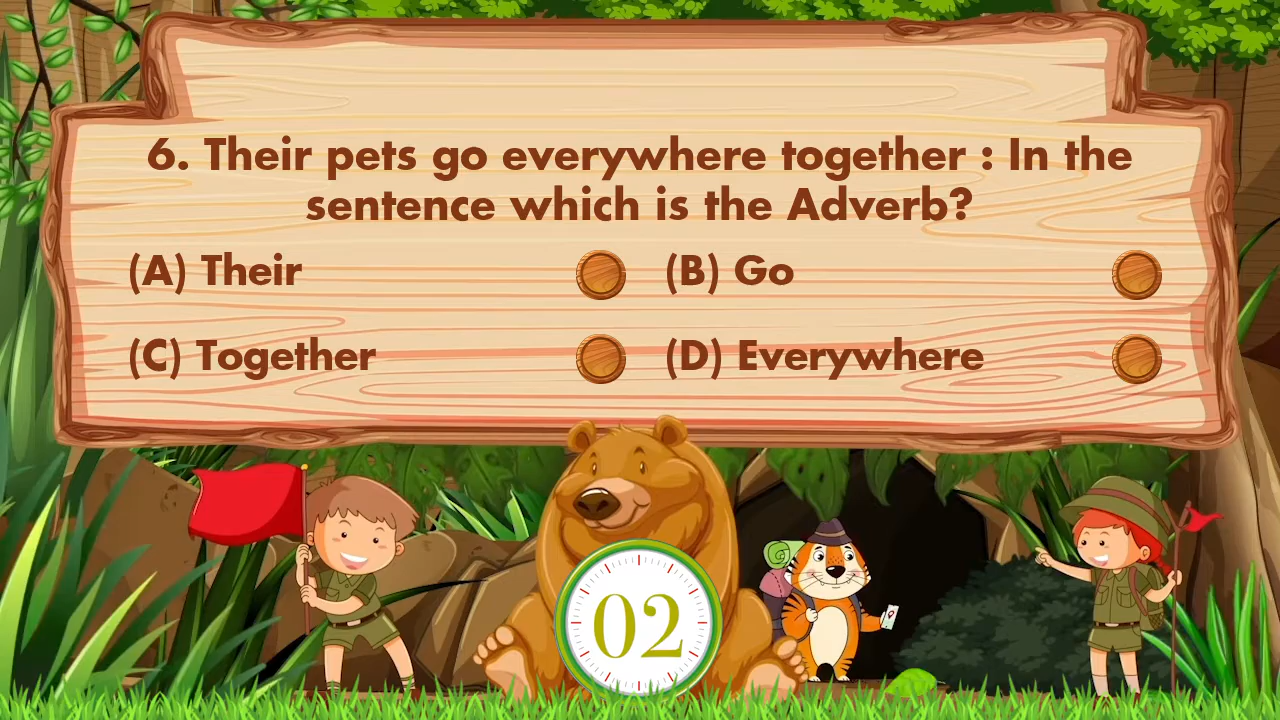 6. Their pets go everywhere together : In the
sentence which is the Adverb?
(A) Their
(B) Go
(C) Together
(D) Everywhere
02